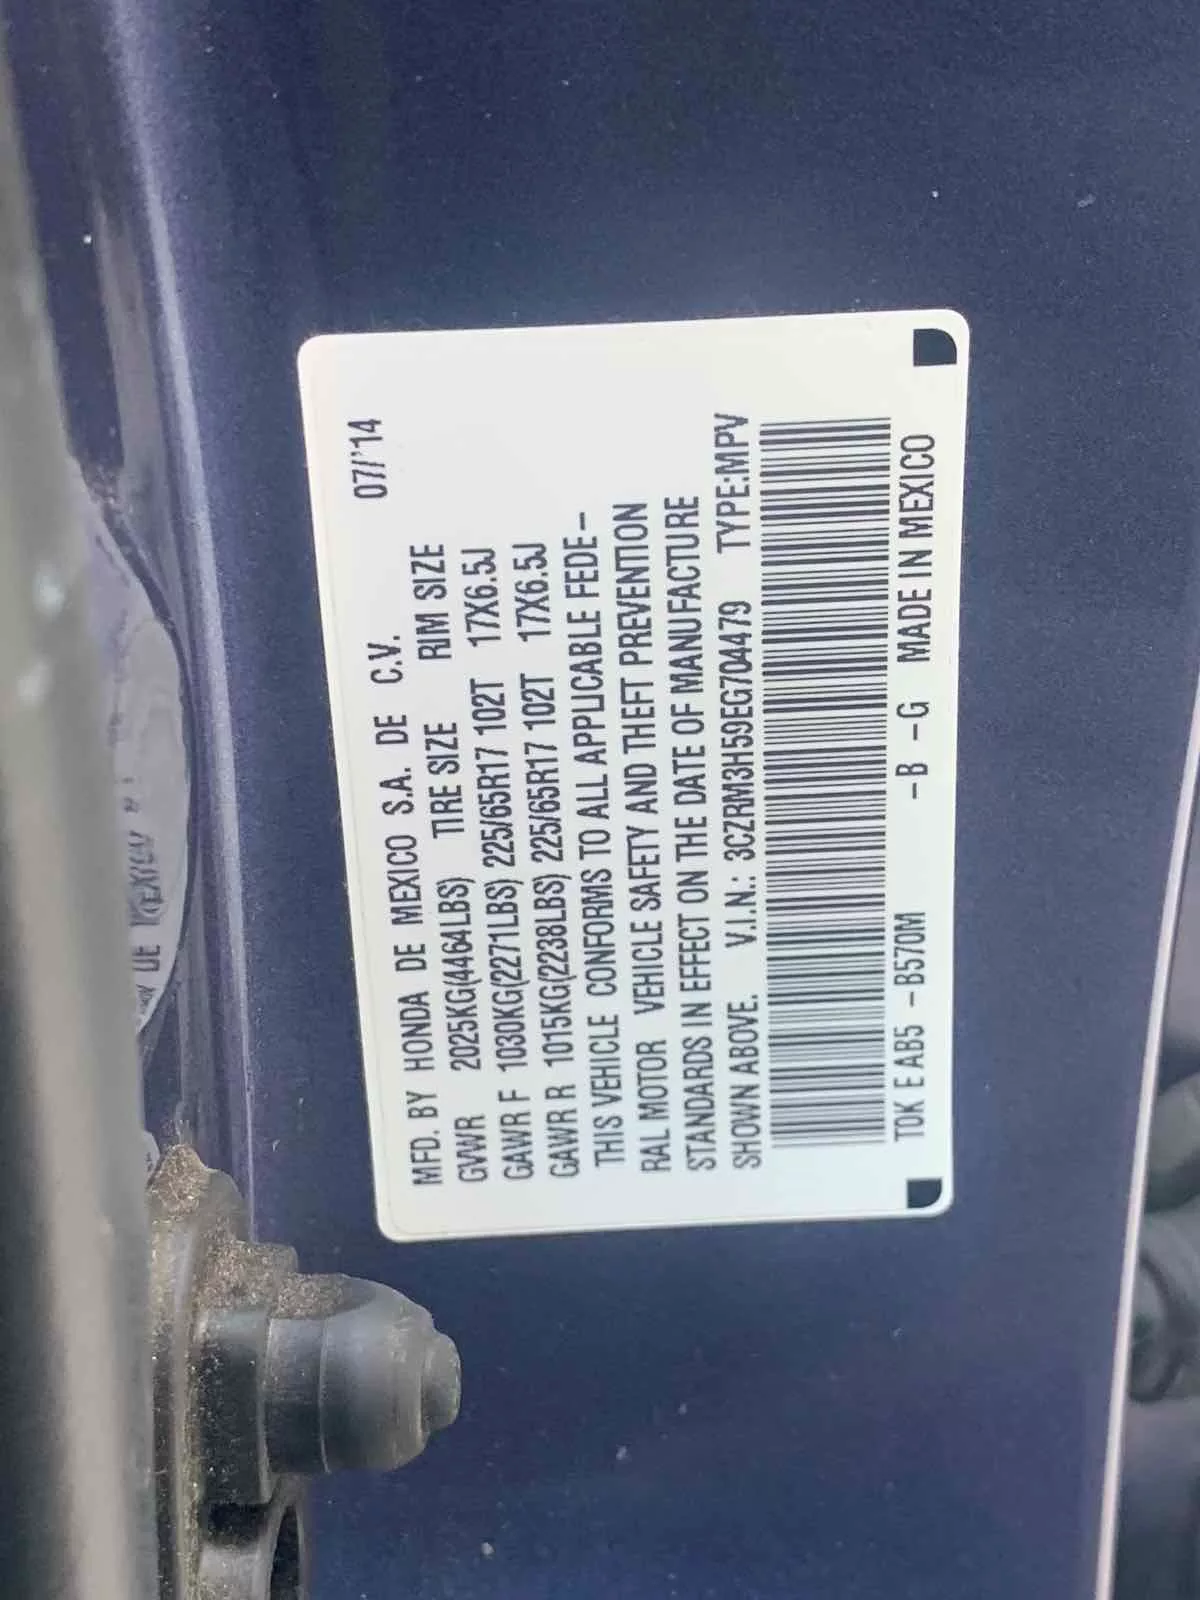 07/'14
MFD. BY HONDA DE MEXICO S.A. DE C.V.
GVWR 2025KG(4464LBS) TIRE SIZE RIM SIZE
GAWR F 1030KG(2271LBS) 225/65R17 102T 17X6.5J
GAWR R 1015KG(2238LBS) 225/65R17 102T 17X6.5J
THIS VEHICLE CONFORMS TO ALL APPLICABLE FEDE-
RAL MOTOR VEHICLE SAFETY AND THEFT PREVENTION
STANDARDS IN EFFECT ON THE DATE OF MANUFACTURE
SHOWN ABOVE. V.I.N.: 3CZRM3H59EG704479 TYPE:MPV
TDK E AB5 -B570M -B -G MADE IN MEXICO
DE MEXICO